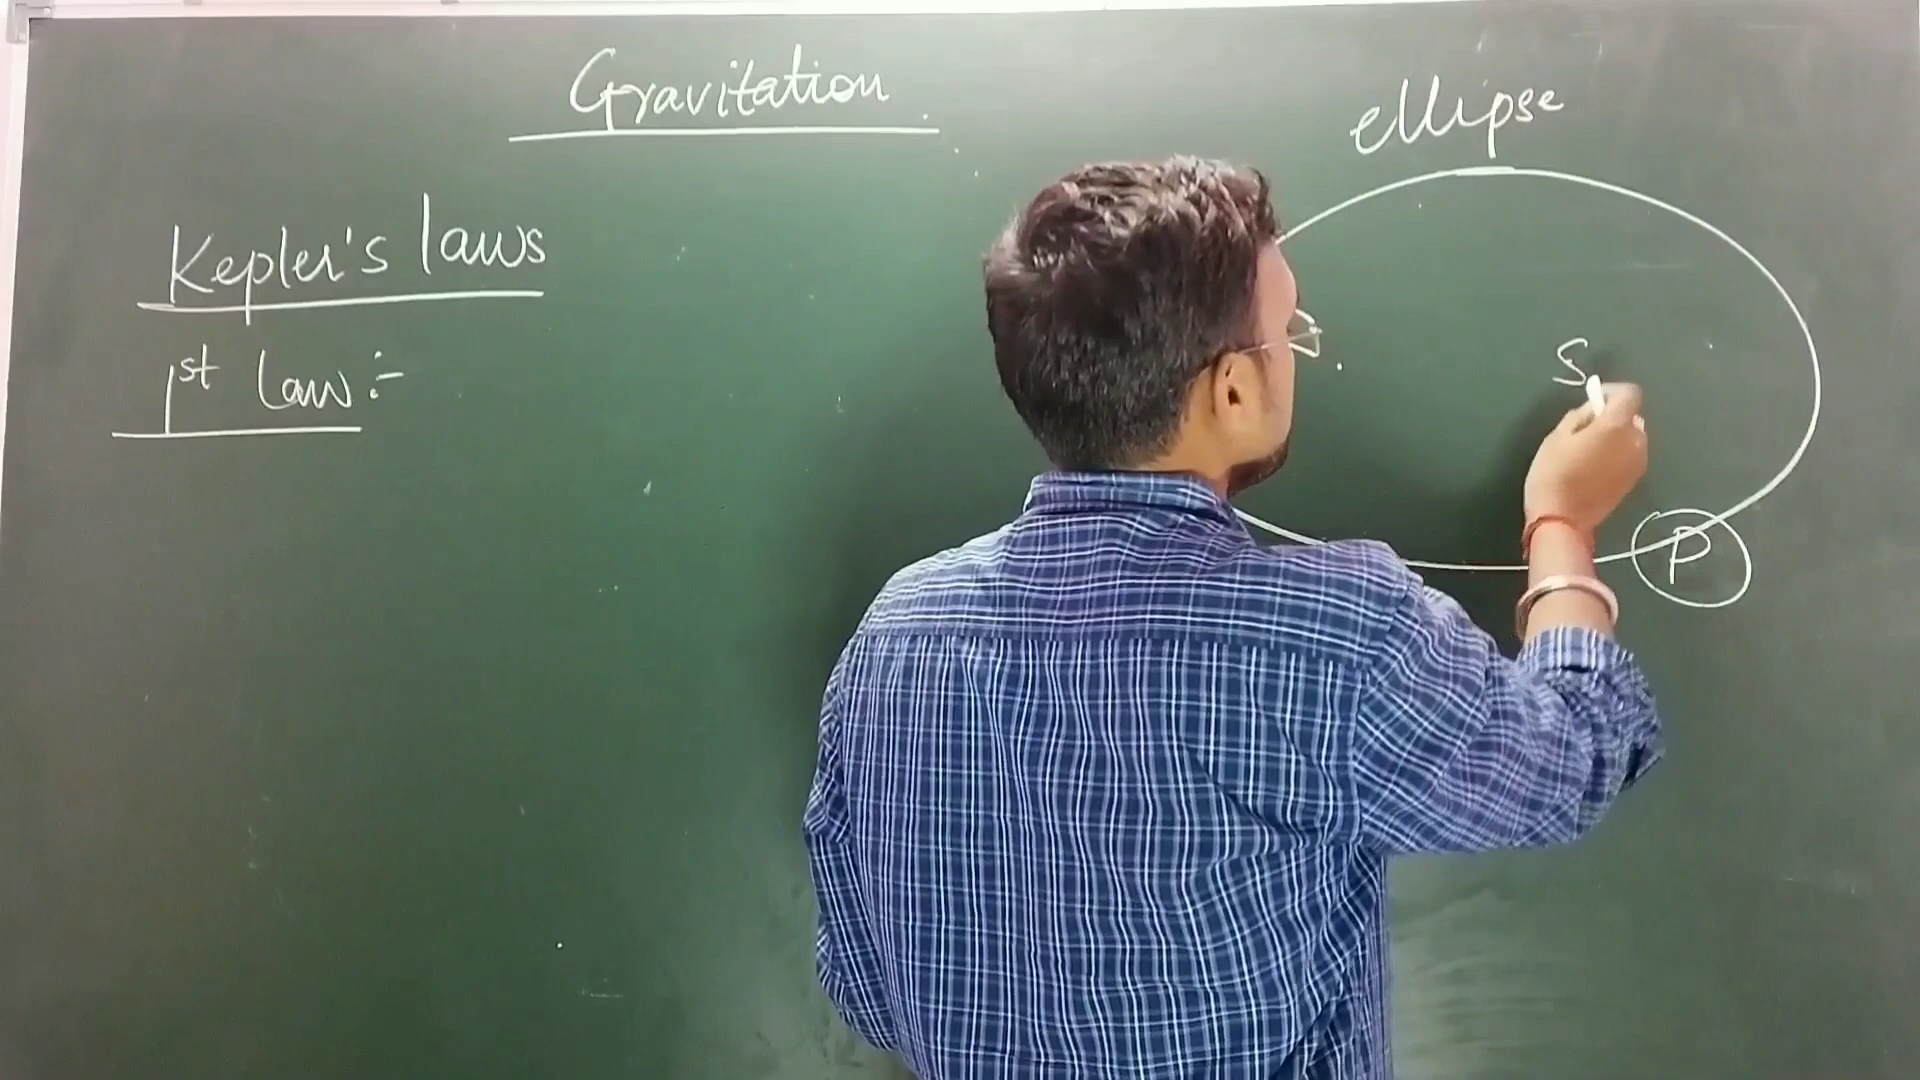 Gravitation
ellipse
Kepler's laws
1st law :-
S
P